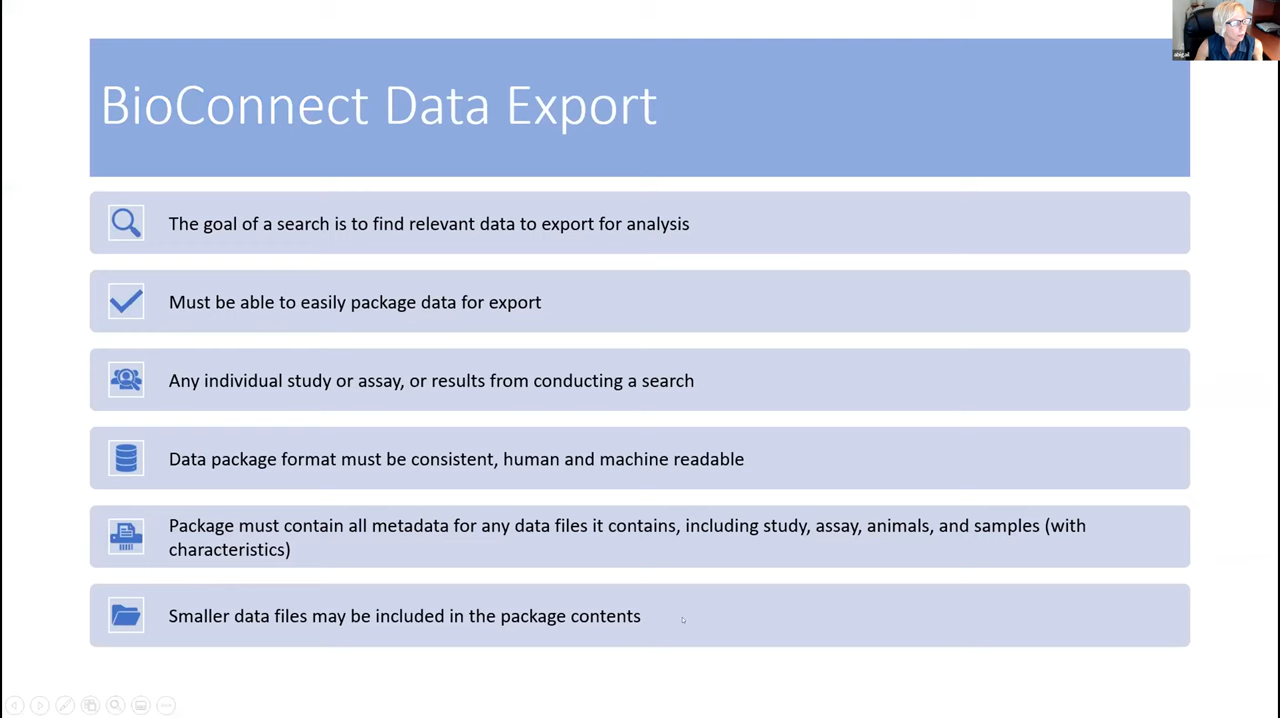 BioConnect Data Export
The goal of a search is to find relevant data to export for analysis
Must be able to easily package data for export
Any individual study or assay, or results from conducting a search
Data package format must be consistent, human and machine readable
Package must contain all metadata for any data files it contains, including study, assay, animals, and samples (with
characteristics)
Smaller data files may be included in the package contents
abigail